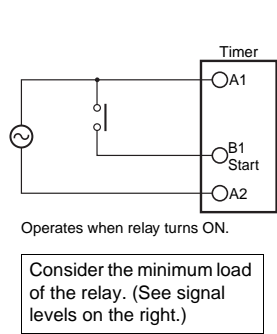 Timer
A1
B1
Start
A2
Operates when relay turns ON.
Consider the minimum load
of the relay. (See signal
levels on the right.)